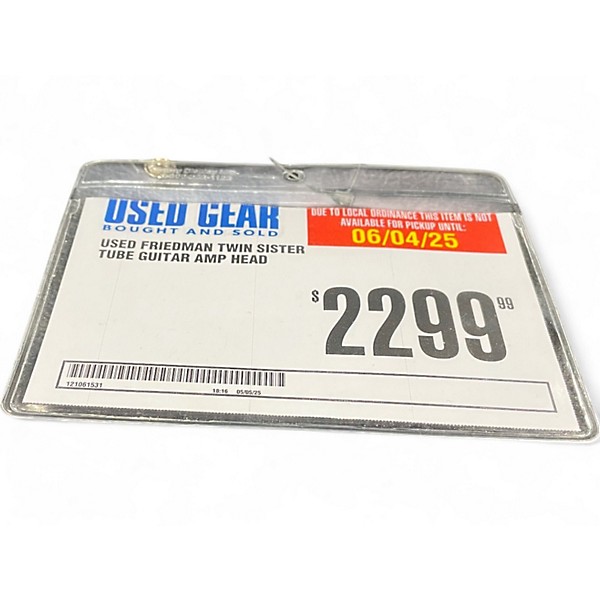 USED GEAR
BOUGHT AND SOLD
DUE TO LOCAL ORDINANCE THIS ITEM IS NOT
AVAILABLE FOR PICKUP UNTIL:
06/04/25
USED FRIEDMAN TWIN SISTER
TUBE GUITAR AMP HEAD
$2299.99
121061531
18:16 05/05/25